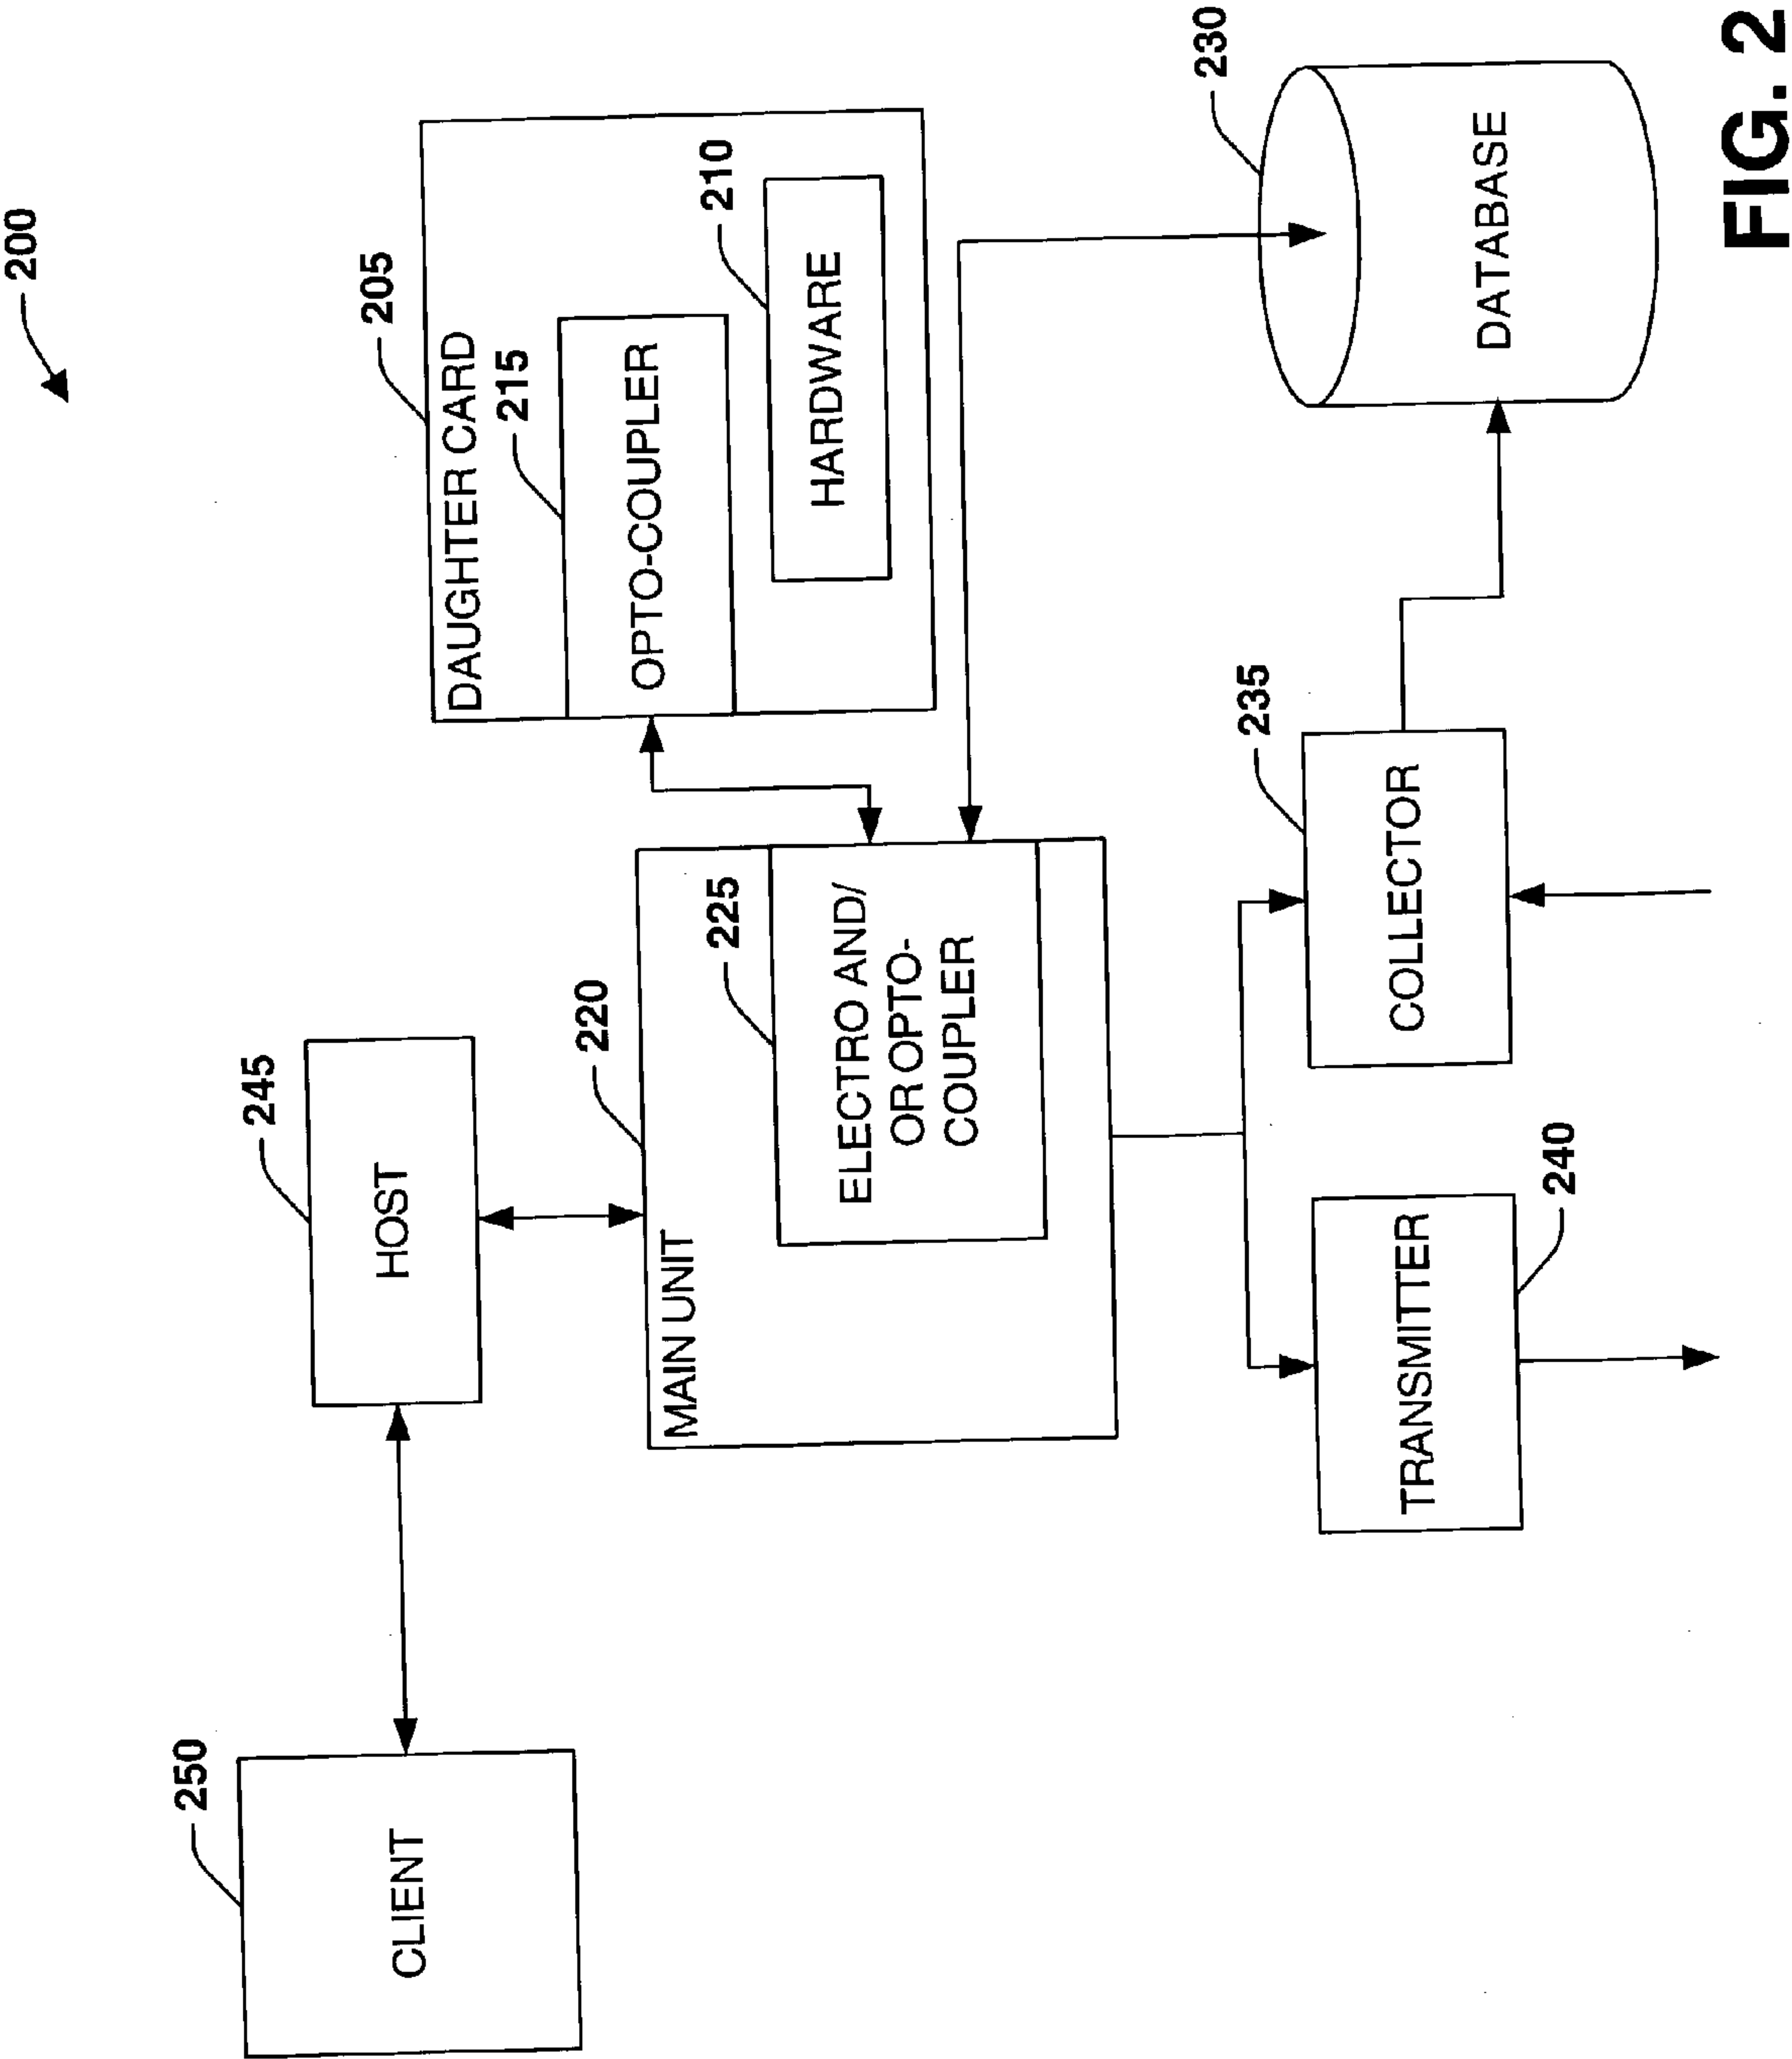 200
250
CLIENT
245
HOST
205
DAUGHTER CARD
215
OPTO-COUPLER
210
HARDWARE
220
MAIN UNIT
225
ELECTRO AND/
OR OPTO-
COUPLER
230
DATABASE
235
COLLECTOR
TRANSMITTER
240
FIG. 2